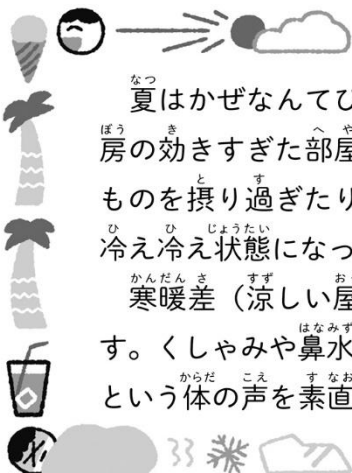 夏はかぜなんてひ
房の効きすぎた部屋
ものを摂り過ぎたり
冷え冷え状態になっ
寒暖差（涼しい屋
す。くしゃみや鼻水
という体の声を素直